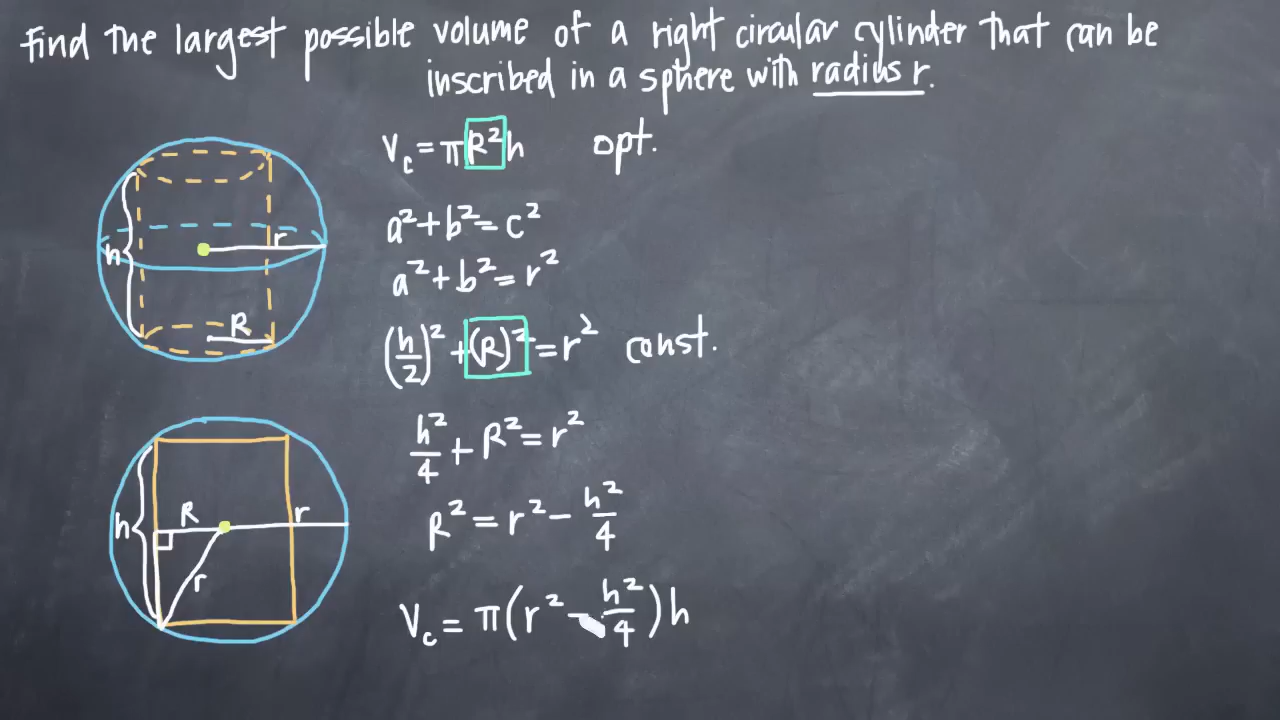 Find the largest possible volume of a right circular cylinder that can be
inscribed in a sphere with radius r.
V_c = πR²h opt.
a² + b² = c²
a² + b² = r²
(h/2)² + (R)² = r² const.
h²/4 + R² = r²
R² = r² - h²/4
V_c = π(r² - h²/4)h
h
r
R
h
R
r
r